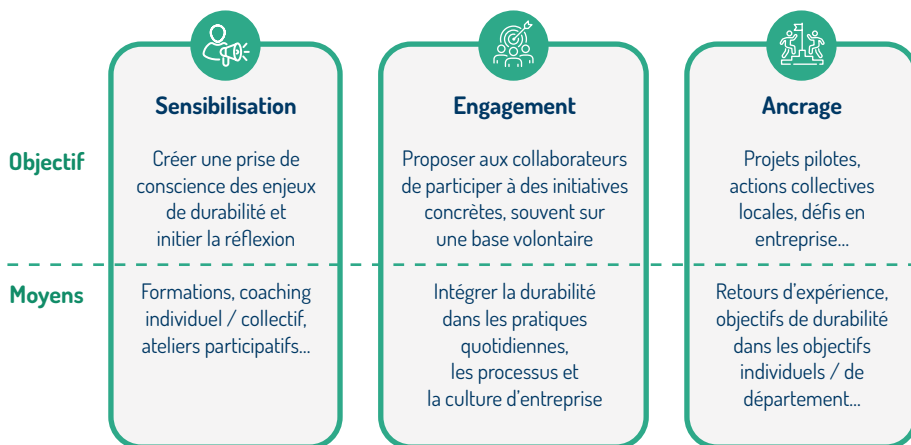 Sensibilisation
Engagement
Ancrage
Objectif
Créer une prise de
conscience des enjeux
de durabilité et
initier la réflexion
Proposer aux collaborateurs
de participer à des initiatives
concrètes, souvent sur
une base volontaire
Projets pilotes,
actions collectives
locales, défis en
entreprise...
Moyens
Formations, coaching
individuel / collectif,
ateliers participatifs...
Intégrer la durabilité
dans les pratiques
quotidiennes,
les processus et
la culture d'entreprise
Retours d'expérience,
objectifs de durabilité
dans les objectifs
individuels / de
département...